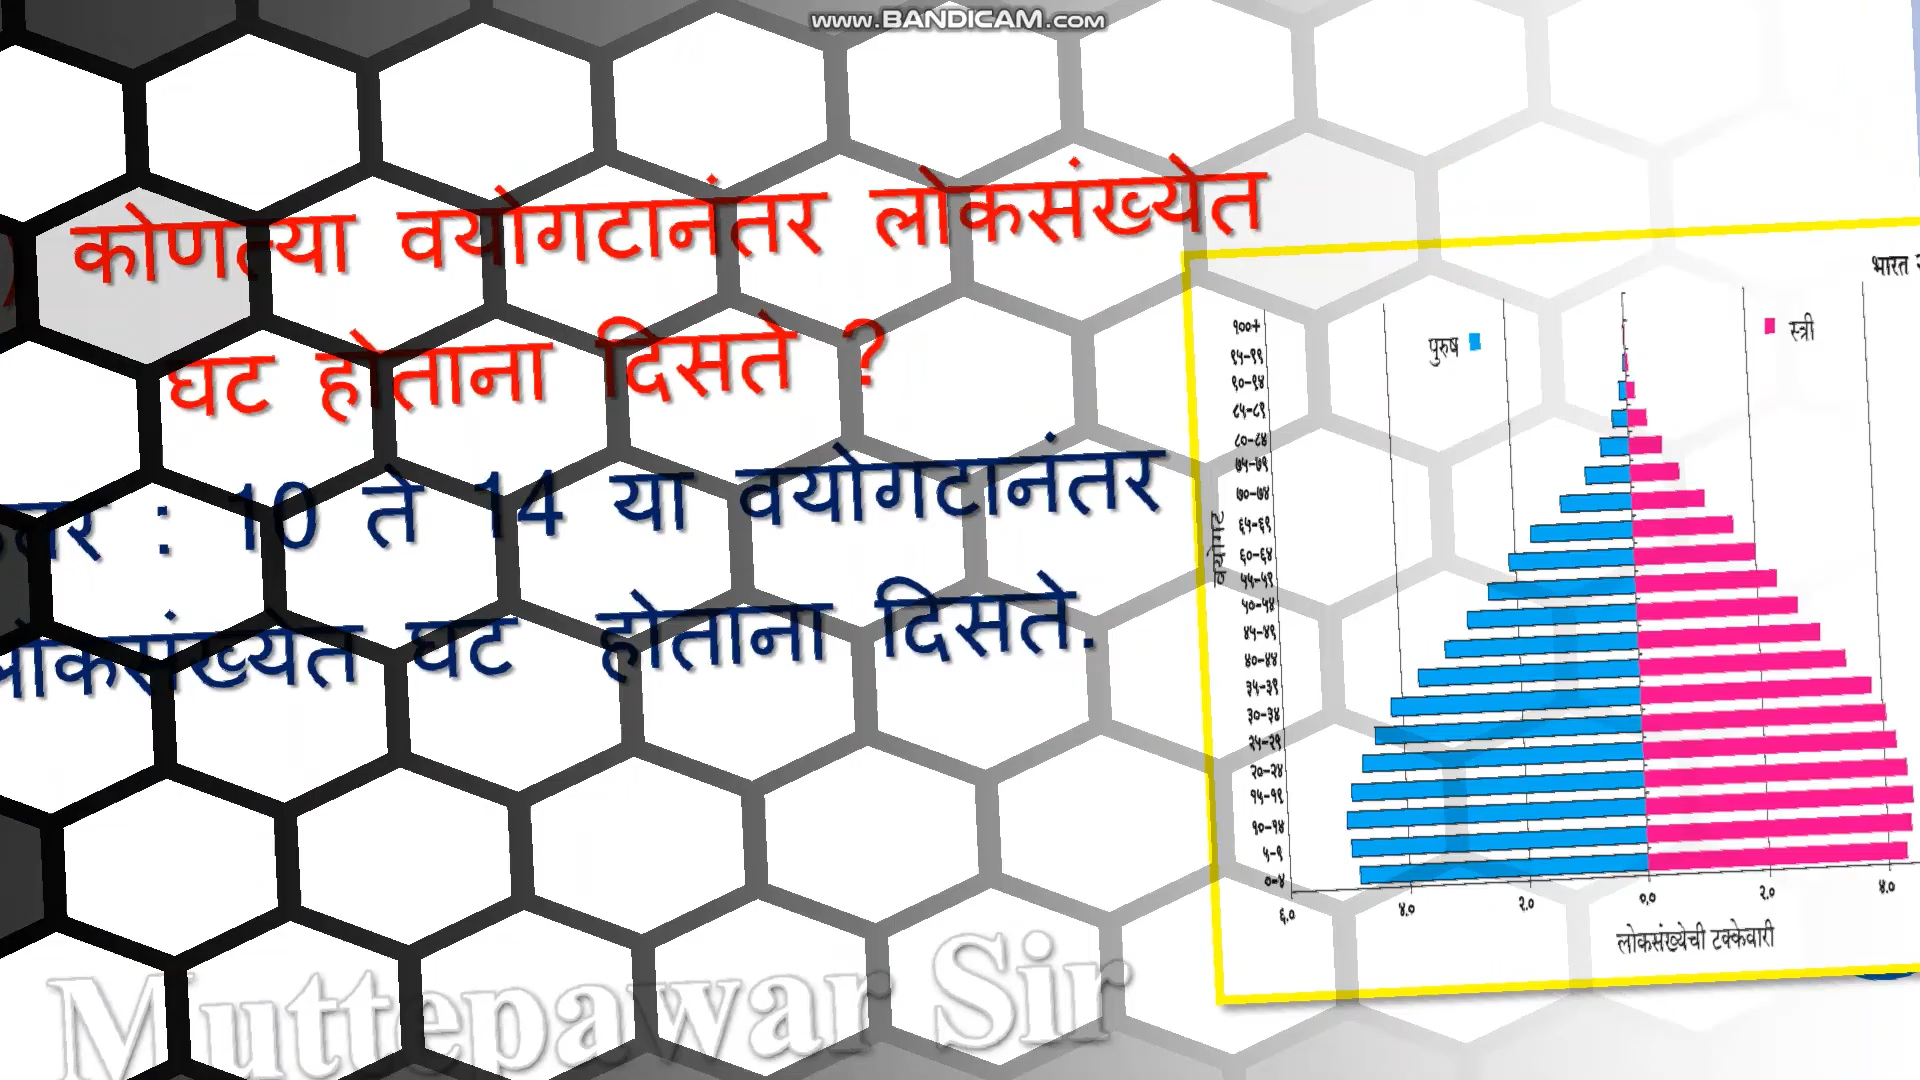 www.BANDICAM.com
कोणत्या वयोगटानंतर लोकसंख्येत
घट होताना दिसते ?
: 10 ते 14 या वयोगटानंतर
लोकसंख्येत घट होताना दिसते.
भारत
पुरुष
स्त्री
१००+
९५-९९
९०-९४
८५-८९
८०-८४
७५-७९
७०-७४
६५-६९
६०-६४
५५-५९
५०-५४
४५-४९
४०-४४
३५-३९
३०-३४
२५-२९
२०-२४
१५-१९
१०-१४
५-९
०-४
वयोगट
६.० ४.० २.० ०.० २.० ४.०
लोकसंख्येची टक्केवारी
Muttepawar Sir